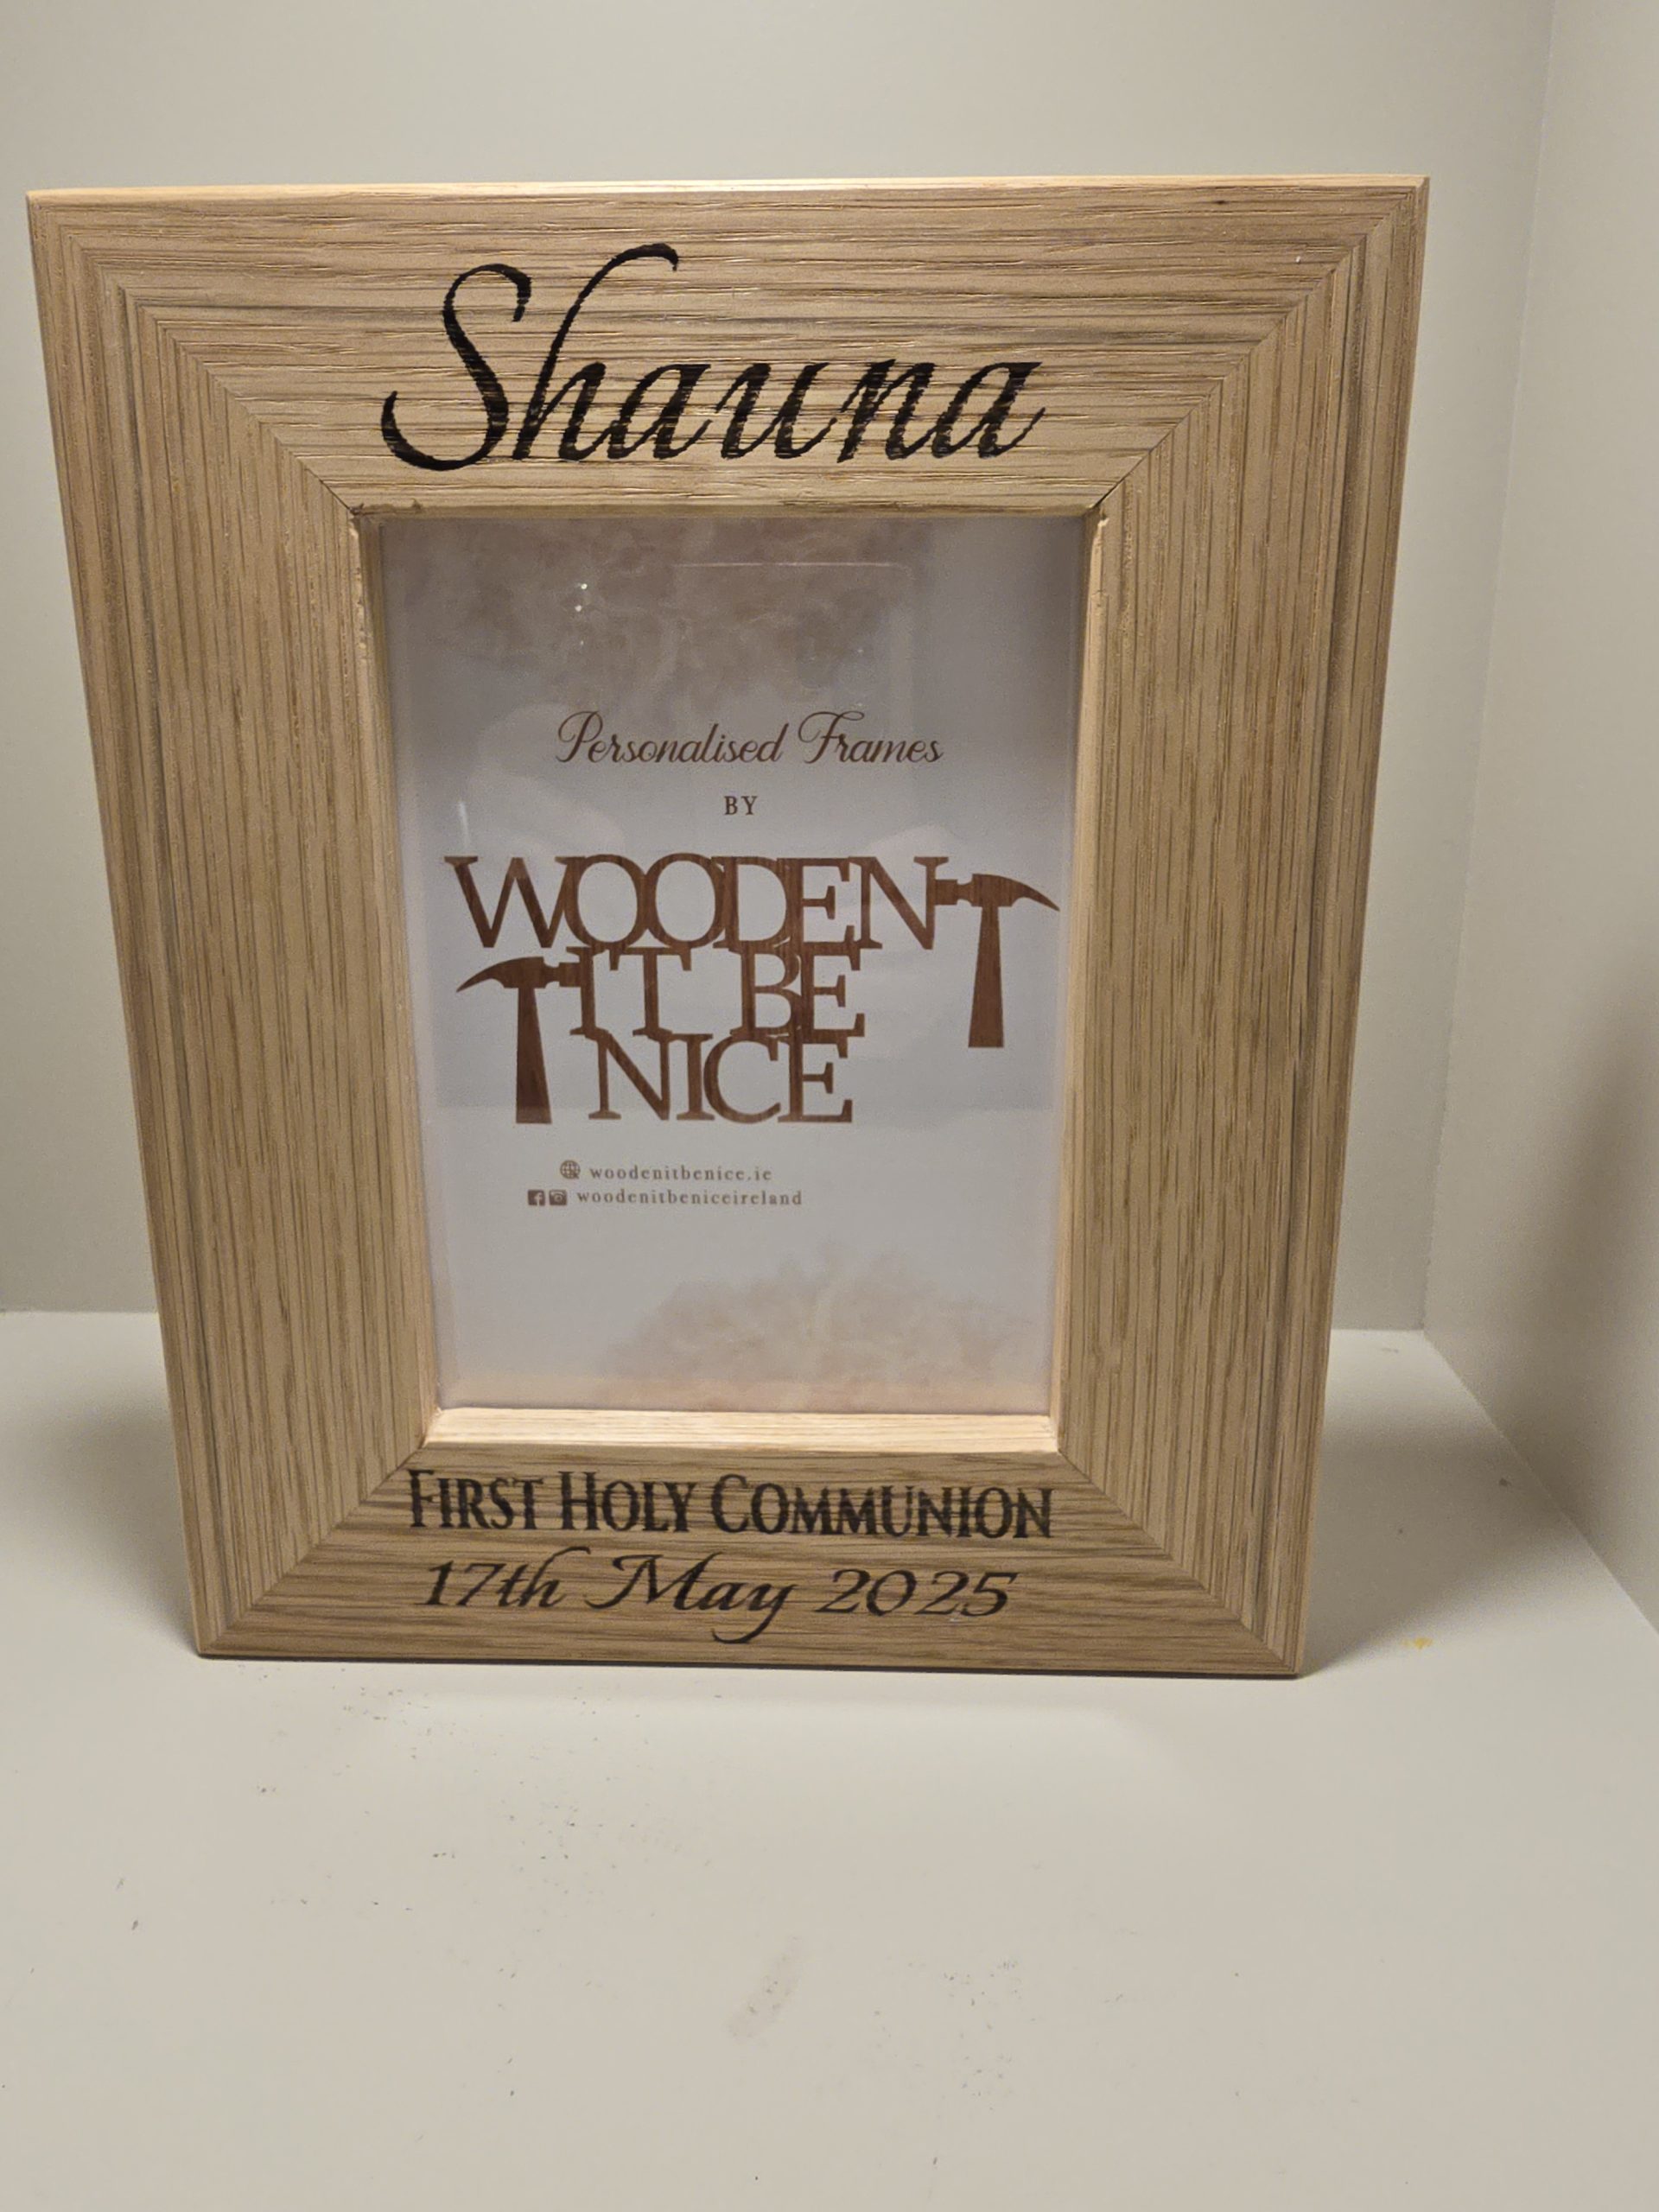 Shauna
Personalised Frames
BY
WOODEN
IT BE
NICE
woodenitbenice.ie
woodenitbeniceireland
FIRST HOLY COMMUNION
17th May 2025